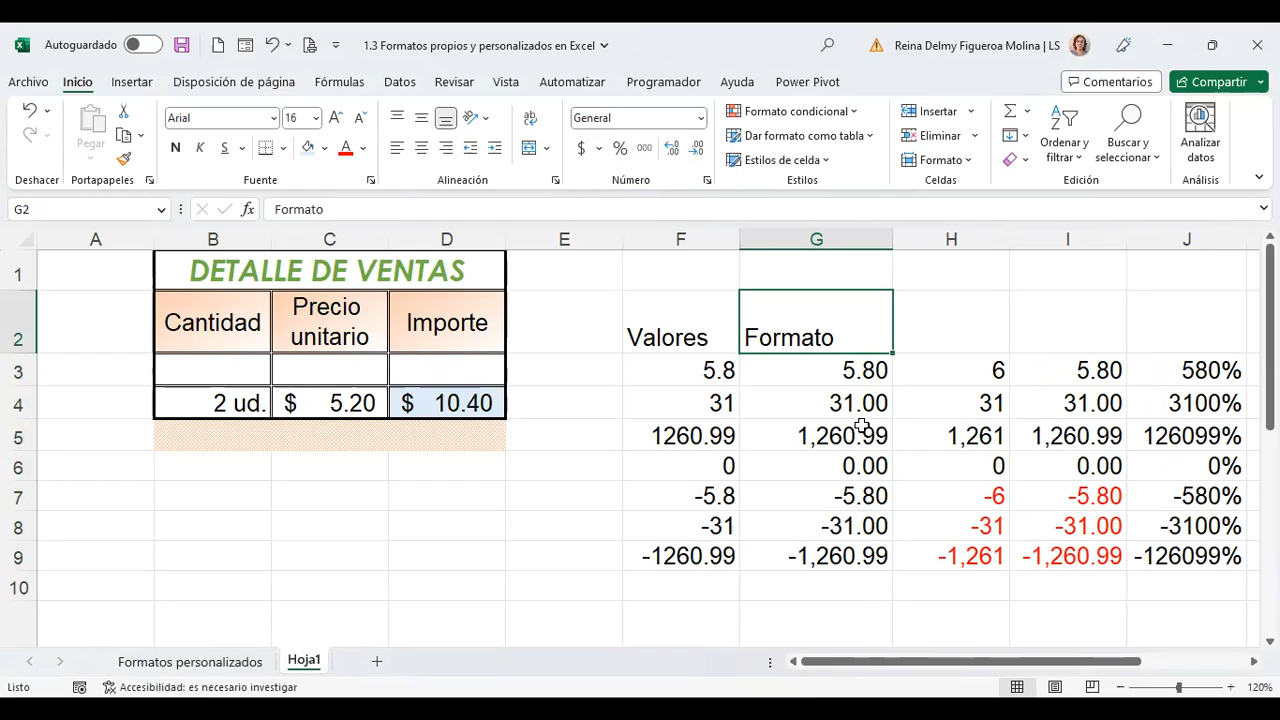 Autoguardado
1.3 Formatos propios y personalizados en Excel
Reina Delmy Figueroa Molina | LS
Archivo Inicio Insertar Disposición de página Fórmulas Datos Revisar Vista Automatizar Programador Ayuda Power Pivot
Comentarios Compartir
Pegar
Arial 16
N K S
General
$ % 000
Formato condicional
Dar formato como tabla
Estilos de celda
Insertar
Eliminar
Formato
Ordenary
filtrar
Buscar y
seleccionar
Analizar
datos
Deshacer Portapapeles Fuente Alineación Número Estilos Celdas Edición Análisis
G2 fx Formato
A B C D E F G H I J
1 DETALLE DE VENTAS
2 Cantidad Precio unitario Importe Valores Formato
3 5.8 5.80 6 5.80 580%
4 2 ud. $ 5.20 $ 10.40 31 31.00 31 31.00 3100%
5 1260.99 1,260.99 1,261 1,260.99 126099%
6 0 0.00 0 0.00 0%
7 -5.8 -5.80 -6 -5.80 -580%
8 -31 -31.00 -31 -31.00 -3100%
9 -1260.99 -1,260.99 -1,261 -1,260.99 -126099%
10
Formatos personalizados Hoja1
Listo Accesibilidad: es necesario investigar 120%